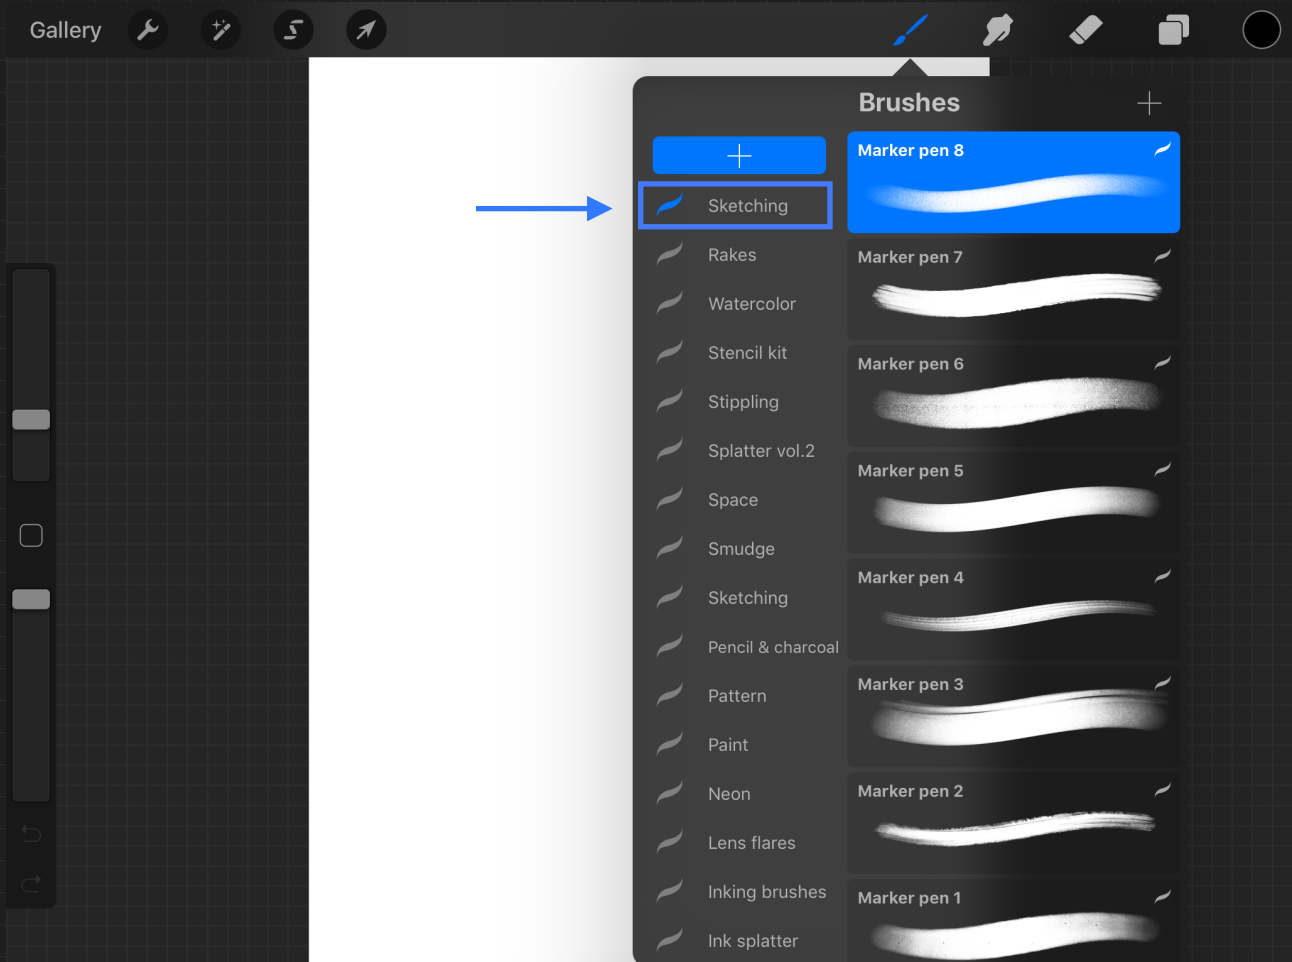 Gallery
Brushes
Sketching
Rakes
Watercolor
Stencil kit
Stippling
Splatter vol.2
Space
Smudge
Sketching
Pencil & charcoal
Pattern
Paint
Neon
Lens flares
Inking brushes
Ink splatter
Marker pen 8
Marker pen 7
Marker pen 6
Marker pen 5
Marker pen 4
Marker pen 3
Marker pen 2
Marker pen 1